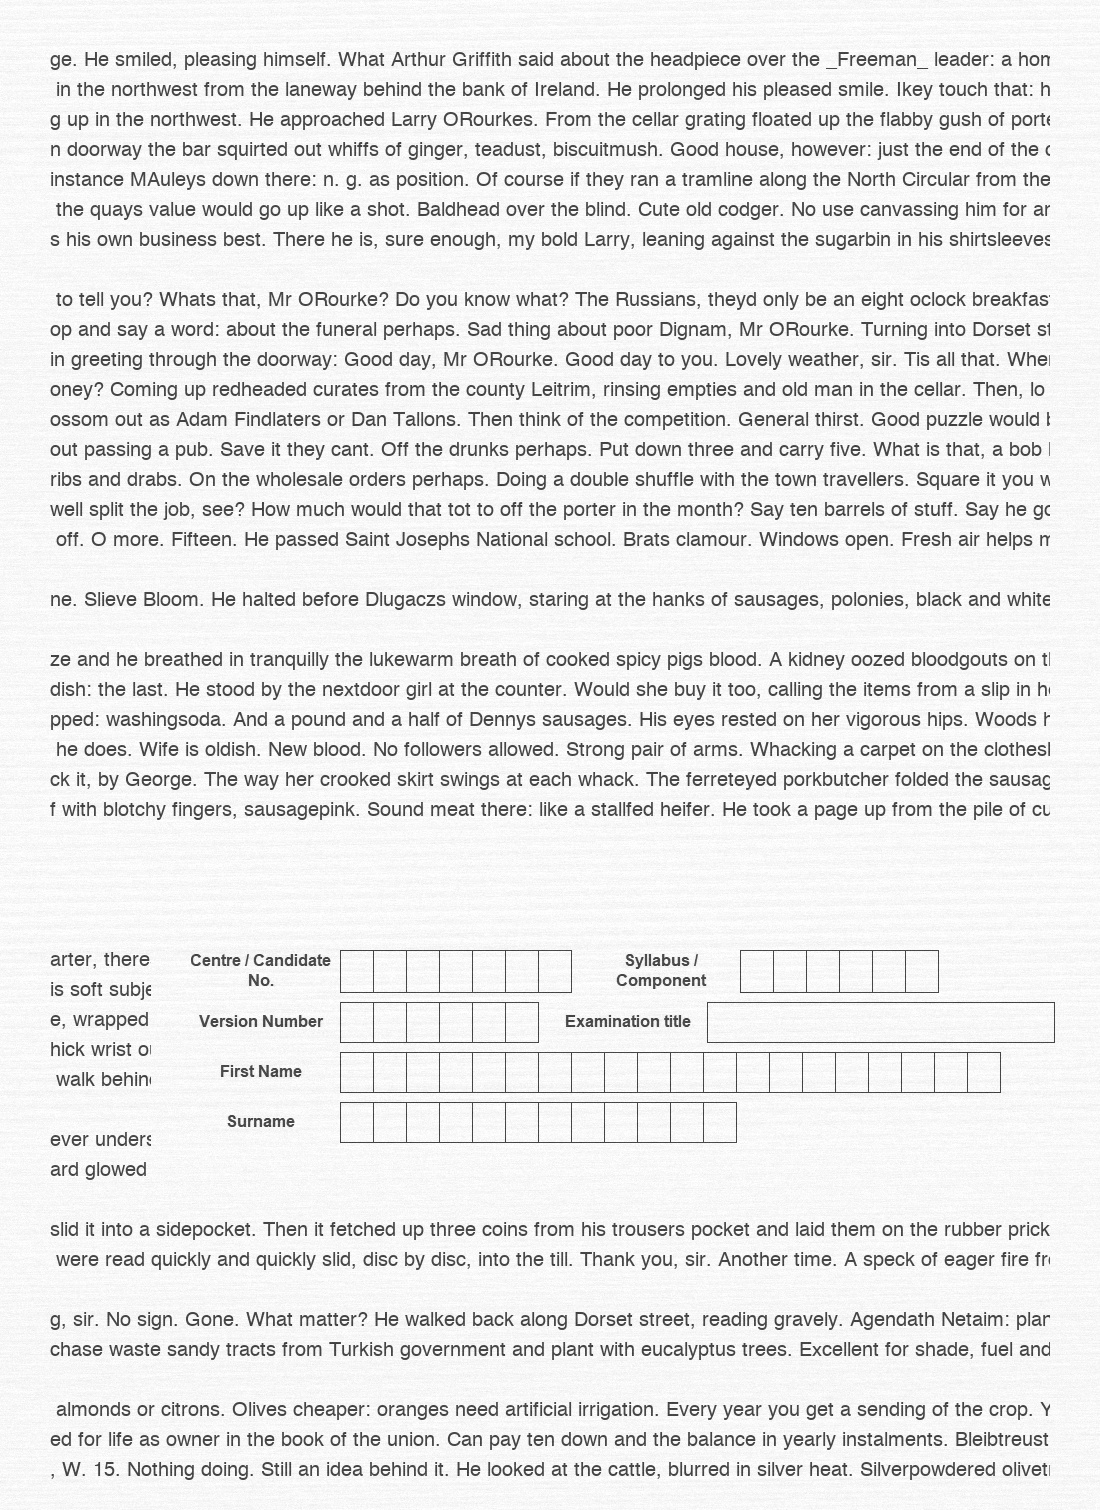 ge. He smiled, pleasing himself. What Arthur Griffith said about the headpiece over the _Freeman_ leader: a hom
in the northwest from the laneway behind the bank of Ireland. He prolonged his pleased smile. Ikey touch that: h
g up in the northwest. He approached Larry ORourkes. From the cellar grating floated up the flabby gush of porte
n doorway the bar squirted out whiffs of ginger, teadust, biscuitmush. Good house, however: just the end of the c
instance MAuleys down there: n. g. as position. Of course if they ran a tramline along the North Circular from the
the quays value would go up like a shot. Baldhead over the blind. Cute old codger. No use canvassing him for an
s his own business best. There he is, sure enough, my bold Larry, leaning against the sugarbin in his shirtsleeves
to tell you? Whats that, Mr ORourke? Do you know what? The Russians, theyd only be an eight oclock breakfas
op and say a word: about the funeral perhaps. Sad thing about poor Dignam, Mr ORourke. Turning into Dorset st
in greeting through the doorway: Good day, Mr ORourke. Good day to you. Lovely weather, sir. Tis all that. Wher
oney? Coming up redheaded curates from the county Leitrim, rinsing empties and old man in the cellar. Then, lo
ossom out as Adam Findlaters or Dan Tallons. Then think of the competition. General thirst. Good puzzle would b
out passing a pub. Save it they cant. Off the drunks perhaps. Put down three and carry five. What is that, a bob
ribs and drabs. On the wholesale orders perhaps. Doing a double shuffle with the town travellers. Square it you w
well split the job, see? How much would that tot to off the porter in the month? Say ten barrels of stuff. Say he go
off. O more. Fifteen. He passed Saint Josephs National school. Brats clamour. Windows open. Fresh air helps m
ne. Slieve Bloom. He halted before Dlugaczs window, staring at the hanks of sausages, polonies, black and white
ze and he breathed in tranquilly the lukewarm breath of cooked spicy pigs blood. A kidney oozed bloodgouts on t
dish: the last. He stood by the nextdoor girl at the counter. Would she buy it too, calling the items from a slip in he
pped: washingsoda. And a pound and a half of Dennys sausages. His eyes rested on her vigorous hips. Woods h
he does. Wife is oldish. New blood. No followers allowed. Strong pair of arms. Whacking a carpet on the clothesl
ck it, by George. The way her crooked skirt swings at each whack. The ferreteyed porkbutcher folded the sausag
f with blotchy fingers, sausagepink. Sound meat there: like a stallfed heifer. He took a page up from the pile of cu
arter, there
is soft subje
e, wrapped
hick wrist ou
walk behin
ever unders
ard glowed
Centre / Candidate No.
Syllabus / Component
Version Number
Examination title
First Name
Surname
slid it into a sidepocket. Then it fetched up three coins from his trousers pocket and laid them on the rubber prick
were read quickly and quickly slid, disc by disc, into the till. Thank you, sir. Another time. A speck of eager fire fr
g, sir. No sign. Gone. What matter? He walked back along Dorset street, reading gravely. Agendath Netaim: plan
chase waste sandy tracts from Turkish government and plant with eucalyptus trees. Excellent for shade, fuel and
almonds or citrons. Olives cheaper: oranges need artificial irrigation. Every year you get a sending of the crop. Y
ed for life as owner in the book of the union. Can pay ten down and the balance in yearly instalments. Bleibtreust
, W. 15. Nothing doing. Still an idea behind it. He looked at the cattle, blurred in silver heat. Silverpowdered olivet